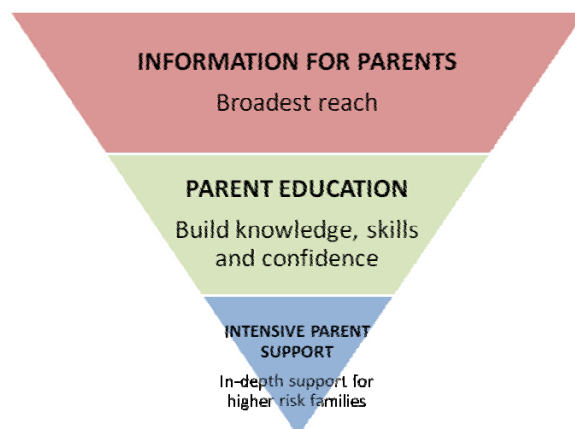 INFORMATION FOR PARENTS
Broadest reach
PARENT EDUCATION
Build knowledge, skills
and confidence
INTENSIVE PARENT
SUPPORT
In-depth support for
higher risk families